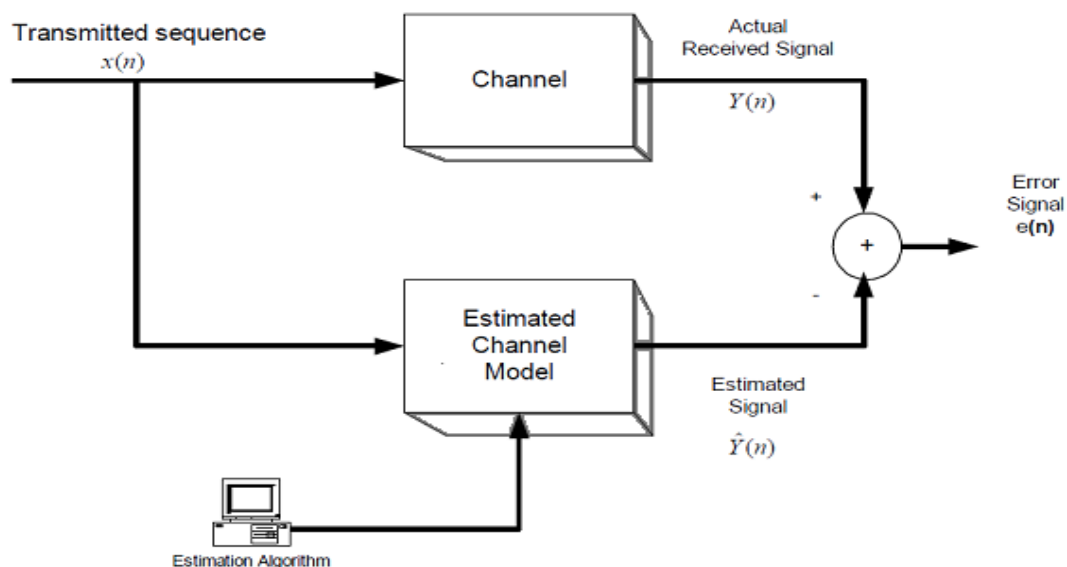 Transmitted sequence
x(n)
Channel
Actual
Received Signal
Y(n)
+
+
Error
Signal
e(n)
-
Estimated
Channel
Model
Estimated
Signal
Ŷ(n)
Estimation Algorithm